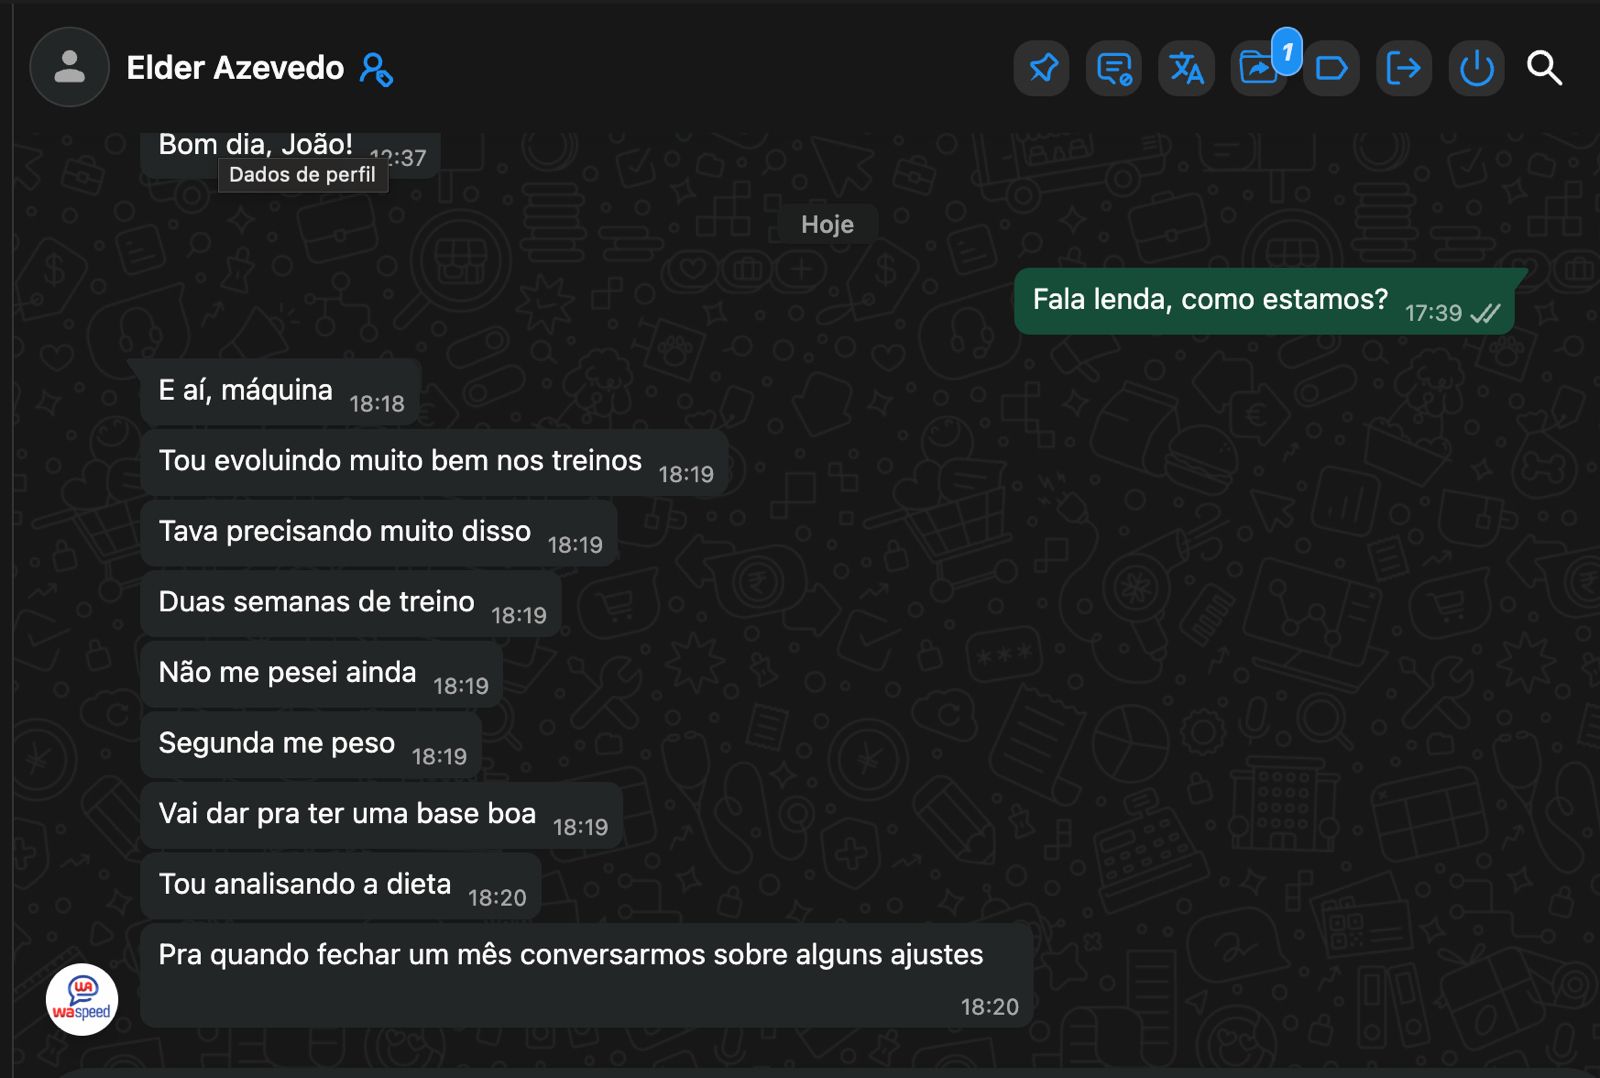 Elder Azevedo
1
Bom dia, João! 12:37
Dados de perfil
Hoje
Fala lenda, como estamos? 17:39
E aí, máquina 18:18
Tou evoluindo muito bem nos treinos 18:19
Tava precisando muito disso 18:19
Duas semanas de treino 18:19
Não me pesei ainda 18:19
Segunda me peso 18:19
Vai dar pra ter uma base boa 18:19
Tou analisando a dieta 18:20
Pra quando fechar um mês conversarmos sobre alguns ajustes
18:20
WA
waspeed